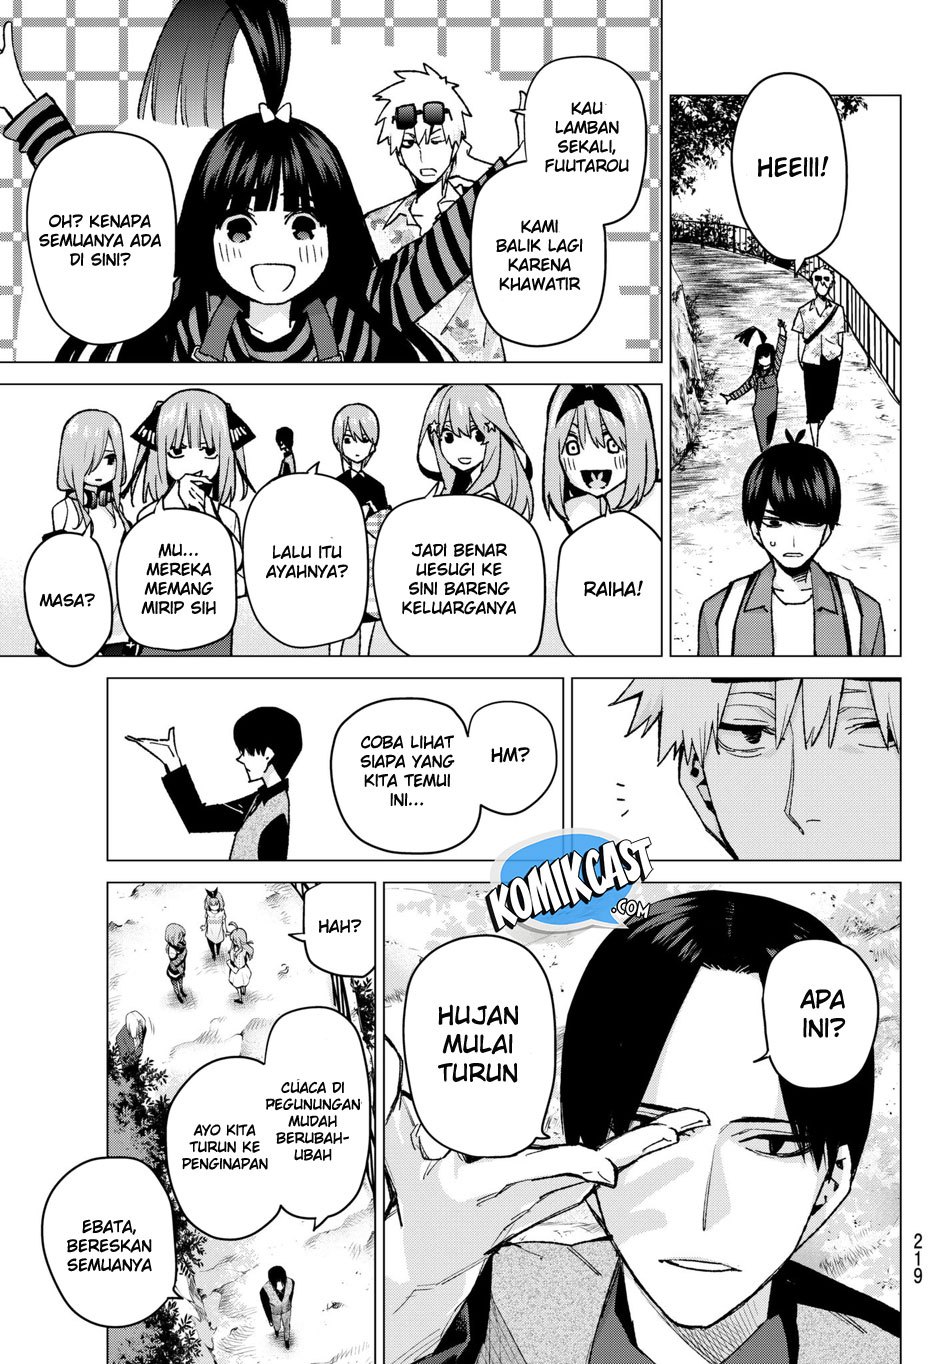 HEEIII!
KAU
LAMBAN
SEKALI,
FUUTAROU
KAMI
BALIK LAGI
KARENA
KHAWATIR
OH? KENAPA
SEMUANYA ADA
DI SINI?
RAIHA!
JADI BENAR
UESUGI KE
SINI BARENG
KELUARGANYA
LALU ITU
AYAHNYA?
MU...
MEREKA
MEMANG
MIRIP SIH
MASA?
HM?
COBA LIHAT
SIAPA YANG
KITA TEMUI
INI...
KOMIKCAST
.COM
APA
INI?
HUJAN
MULAI
TURUN
HAH?
CUACA DI
PEGUNUNGAN
MUDAH
BERUBAH-
UBAH
AYO KITA
TURUN KE
PENGINAPAN
EBATA,
BERESKAN
SEMUANYA
219